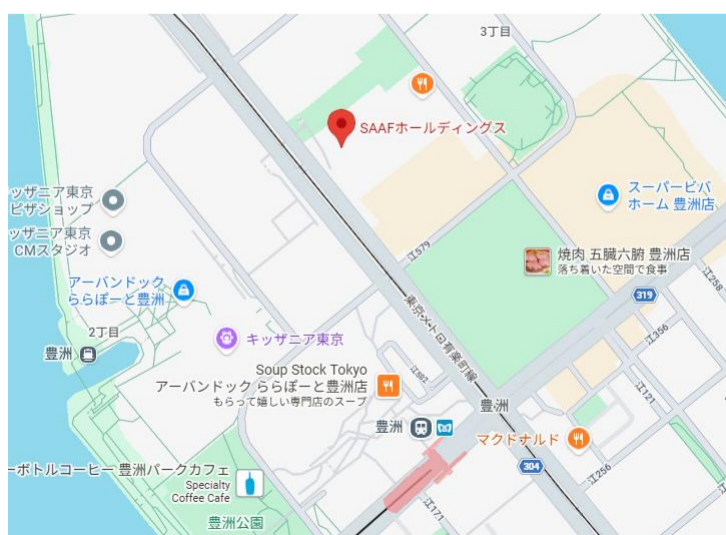 3丁目
SAAFホールディングス
ッザニア東京
ピザショップ
ッザニア東京
CMスタジオ
スーパービバ
ホーム 豊洲店
江579
焼肉 五臓六腑 豊洲店
落ち着いた空間で食事
江258
アーバンドック
ららぽーと豊洲
319
東京メトロ有楽町線
2丁目
豊洲
キッザニア東京
江356
Soup Stock Tokyo
アーバンドック ららぽーと豊洲店
もらって嬉しい専門店のスープ
江121
豊洲
豊洲
マクドナルド
304
江256
ーボトルコーヒー 豊洲パークカフェ
Specialty
Coffee Cafe
江171
豊洲公園